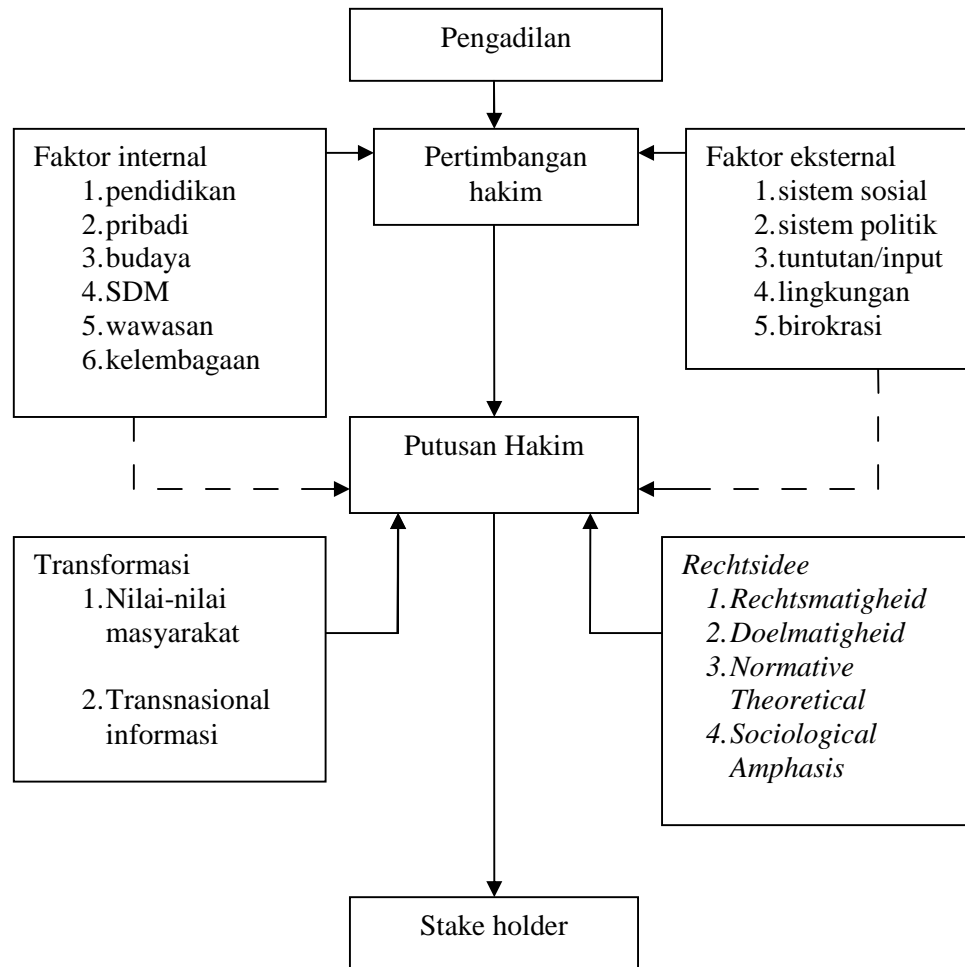 Pengadilan
Faktor internal
1. pendidikan
2. pribadi
3. budaya
4. SDM
5. wawasan
6. kelembagaan
Pertimbangan
hakim
Faktor eksternal
1. sistem sosial
2. sistem politik
3. tuntutan/input
4. lingkungan
5. birokrasi
Putusan Hakim
Transformasi
1. Nilai-nilai
masyarakat
2. Transnasional
informasi
Rechtsidee
1. Rechtsmatigheid
2. Doelmatigheid
3. Normative
Theoretical
4. Sociological
Amphasis
Stake holder